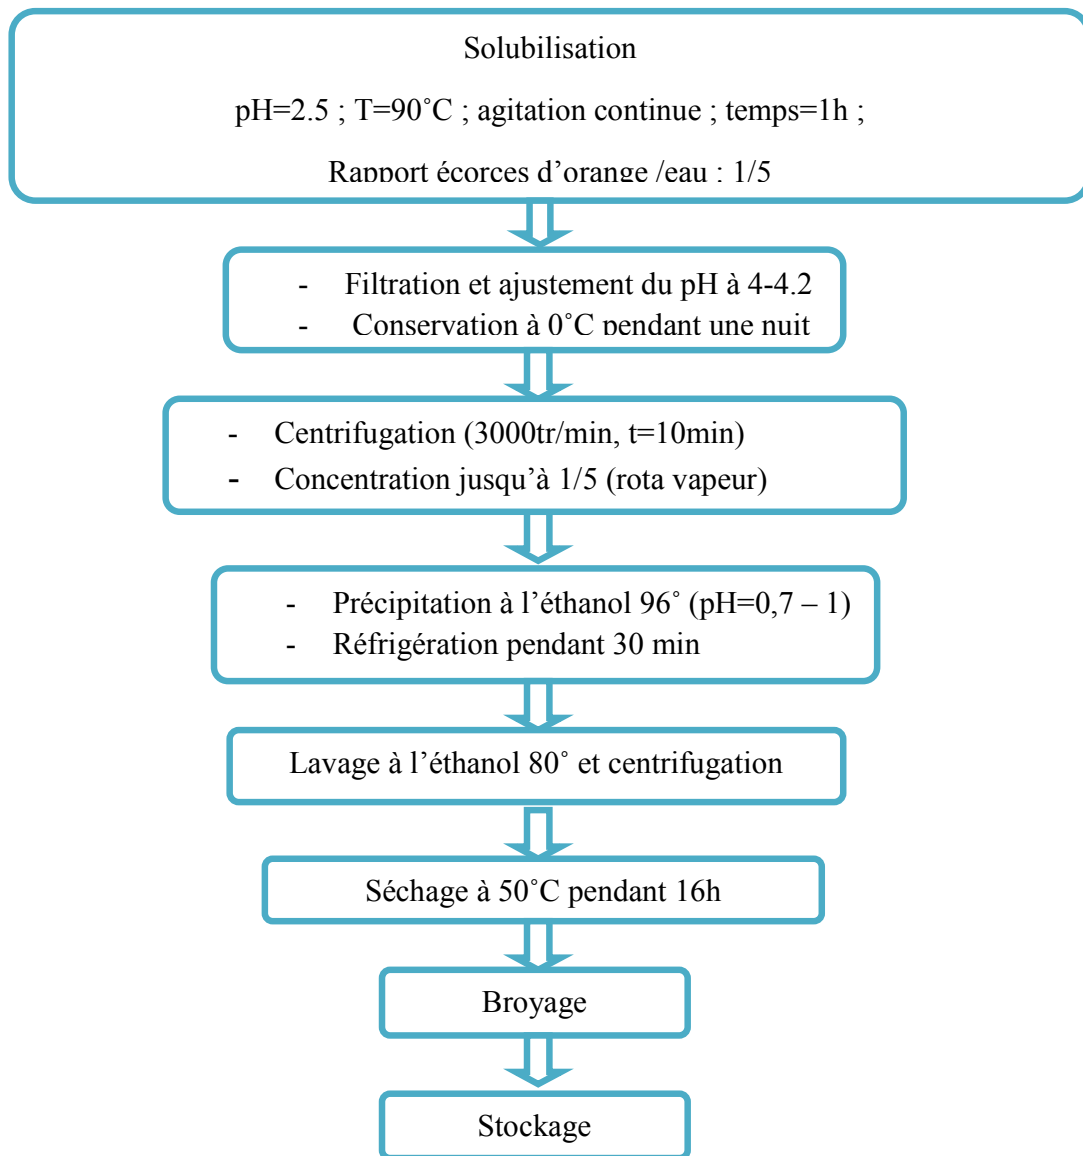 Solubilisation
pH=2.5 ; T=90˚C ; agitation continue ; temps=1h ;
Rapport écorces d’orange /eau : 1/5
- Filtration et ajustement du pH à 4-4.2
- Conservation à 0˚C pendant une nuit
- Centrifugation (3000tr/min, t=10min)
- Concentration jusqu’à 1/5 (rota vapeur)
- Précipitation à l’éthanol 96˚ (pH=0,7 – 1)
- Réfrigération pendant 30 min
Lavage à l’éthanol 80˚ et centrifugation
Séchage à 50˚C pendant 16h
Broyage
Stockage